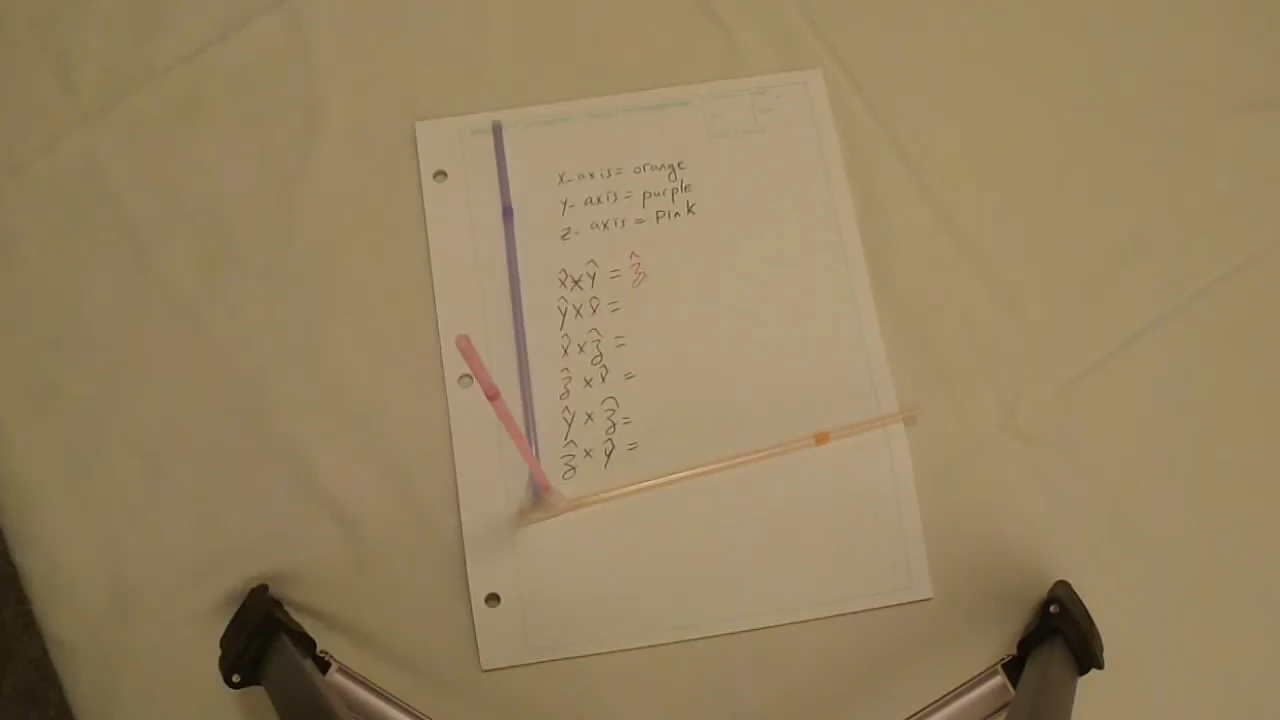 x-axis = orange
y-axis = purple
z-axis = pink
x̂ × ŷ = ẑ
ŷ × x̂ =
x̂ × ẑ =
ẑ × x̂ =
ŷ × ẑ =
ẑ × ŷ =